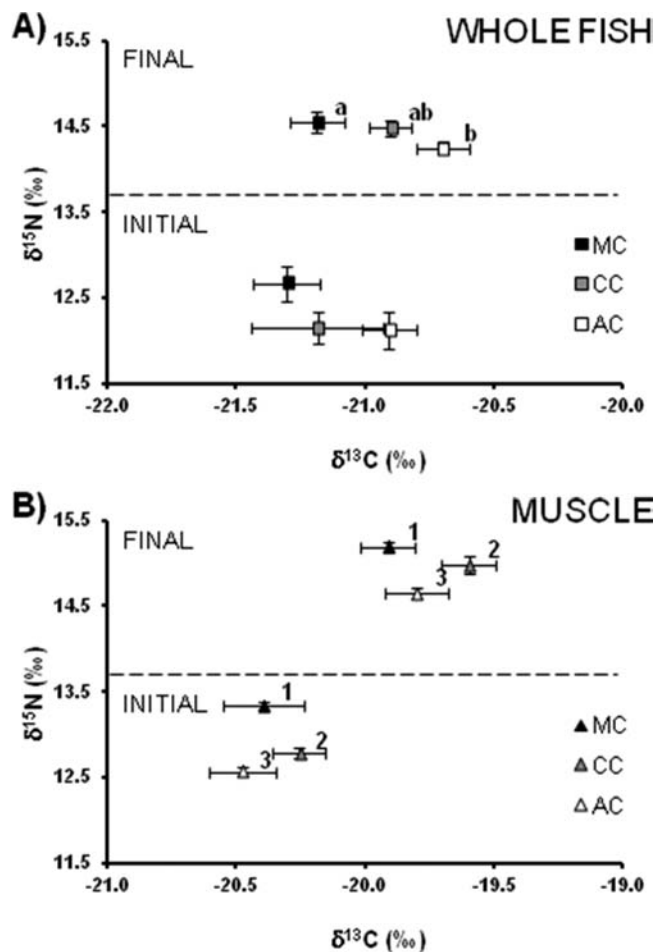 A) WHOLE FISH
15.5
FINAL
a ab b
14.5
13.5
INITIAL
MC
CC
12.5
AC
11.5
-22.0 -21.5 -21.0 -20.5 -20.0
δ15N (‰)
δ13C (‰)
B) MUSCLE
15.5
FINAL
1
2
3
14.5
13.5
INITIAL
1
MC
2
3
CC
12.5
AC
11.5
-21.0 -20.5 -20.0 -19.5 -19.0
δ15N (‰)
δ13C (‰)